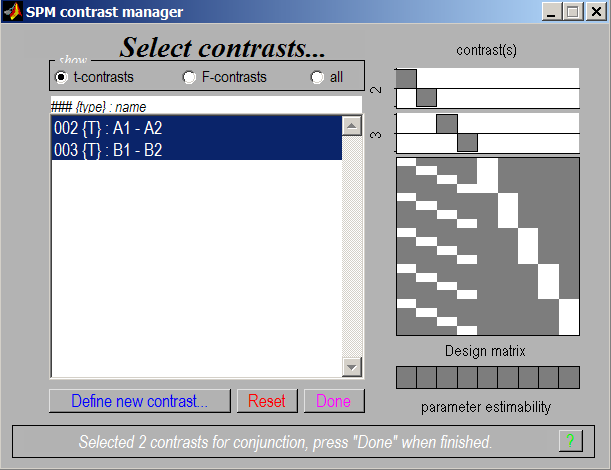 SPM contrast manager
Select contrasts...
show
t-contrasts
F-contrasts
all
### {type} : name
002 {T} : A1 - A2
003 {T} : B1 - B2
Define new contrast...
Reset
Done
contrast(s)
2
3
Design matrix
parameter estimability
Selected 2 contrasts for conjunction, press "Done" when finished.
?